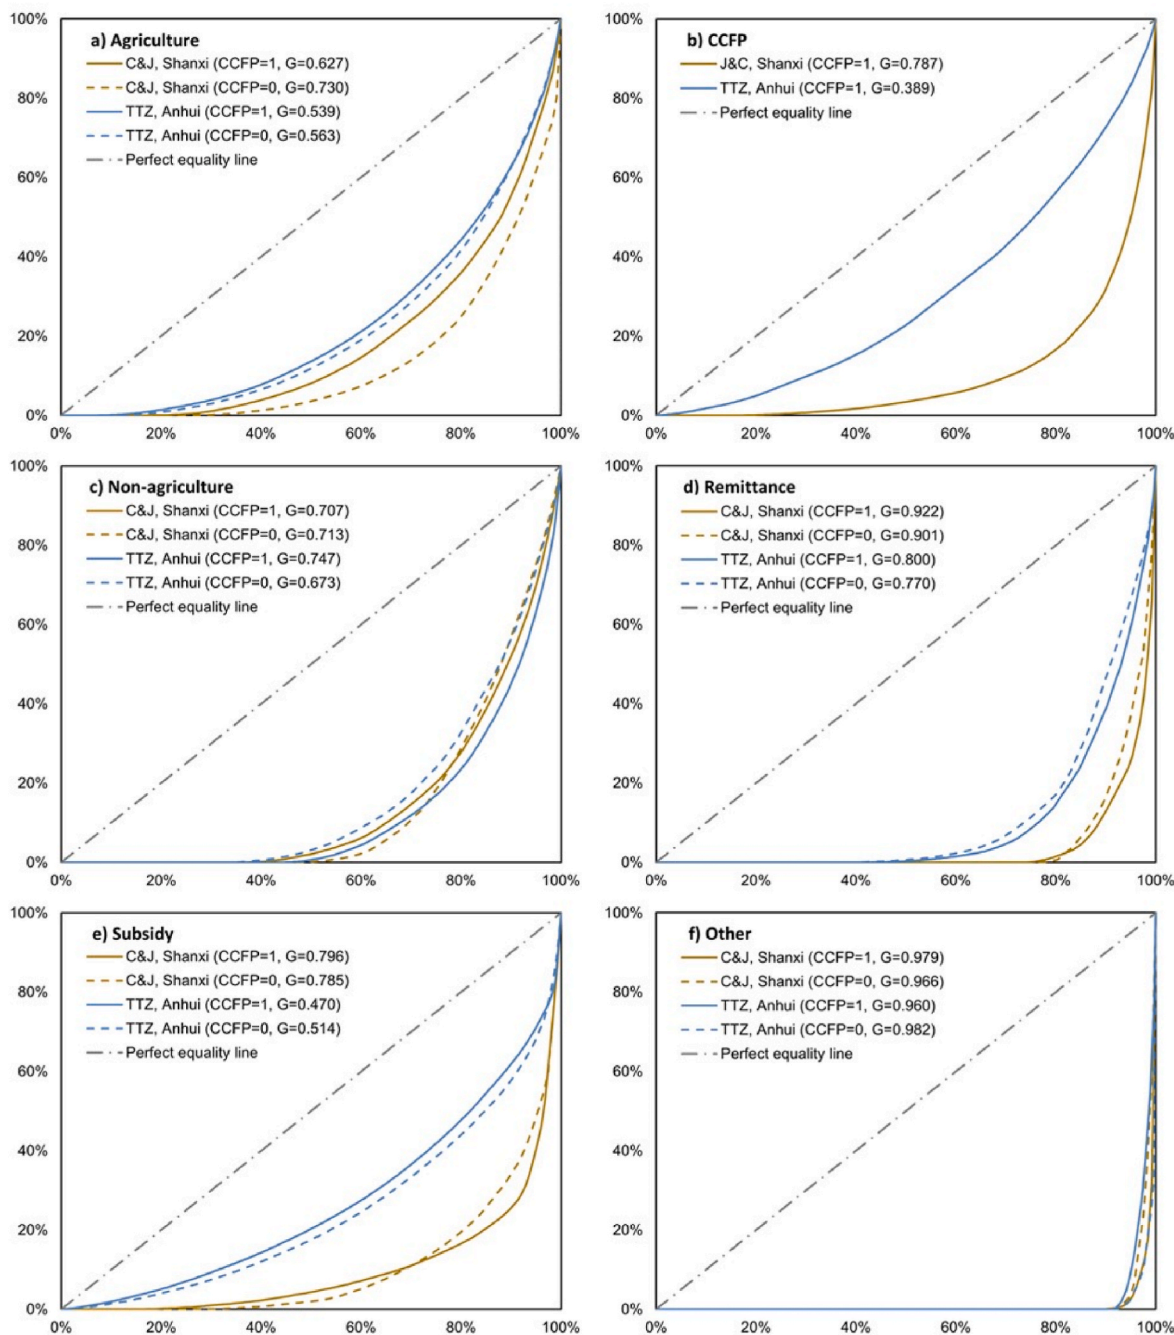 100%
80%
60%
40%
20%
0%
a) Agriculture
C&J, Shanxi (CCFP=1, G=0.627)
C&J, Shanxi (CCFP=0, G=0.730)
TTZ, Anhui (CCFP=1, G=0.539)
TTZ, Anhui (CCFP=0, G=0.563)
Perfect equality line
0% 20% 40% 60% 80% 100%
100%
80%
60%
40%
20%
0%
b) CCFP
J&C, Shanxi (CCFP=1, G=0.787)
TTZ, Anhui (CCFP=1, G=0.389)
Perfect equality line
0% 20% 40% 60% 80% 100%
100%
80%
60%
40%
20%
0%
c) Non-agriculture
C&J, Shanxi (CCFP=1, G=0.707)
C&J, Shanxi (CCFP=0, G=0.713)
TTZ, Anhui (CCFP=1, G=0.747)
TTZ, Anhui (CCFP=0, G=0.673)
Perfect equality line
0% 20% 40% 60% 80% 100%
100%
80%
60%
40%
20%
0%
d) Remittance
C&J, Shanxi (CCFP=1, G=0.922)
C&J, Shanxi (CCFP=0, G=0.901)
TTZ, Anhui (CCFP=1, G=0.800)
TTZ, Anhui (CCFP=0, G=0.770)
Perfect equality line
0% 20% 40% 60% 80% 100%
100%
80%
60%
40%
20%
0%
e) Subsidy
C&J, Shanxi (CCFP=1, G=0.796)
C&J, Shanxi (CCFP=0, G=0.785)
TTZ, Anhui (CCFP=1, G=0.470)
TTZ, Anhui (CCFP=0, G=0.514)
Perfect equality line
0% 20% 40% 60% 80% 100%
100%
80%
60%
40%
20%
0%
f) Other
C&J, Shanxi (CCFP=1, G=0.979)
C&J, Shanxi (CCFP=0, G=0.966)
TTZ, Anhui (CCFP=1, G=0.960)
TTZ, Anhui (CCFP=0, G=0.982)
Perfect equality line
0% 20% 40% 60% 80% 100%